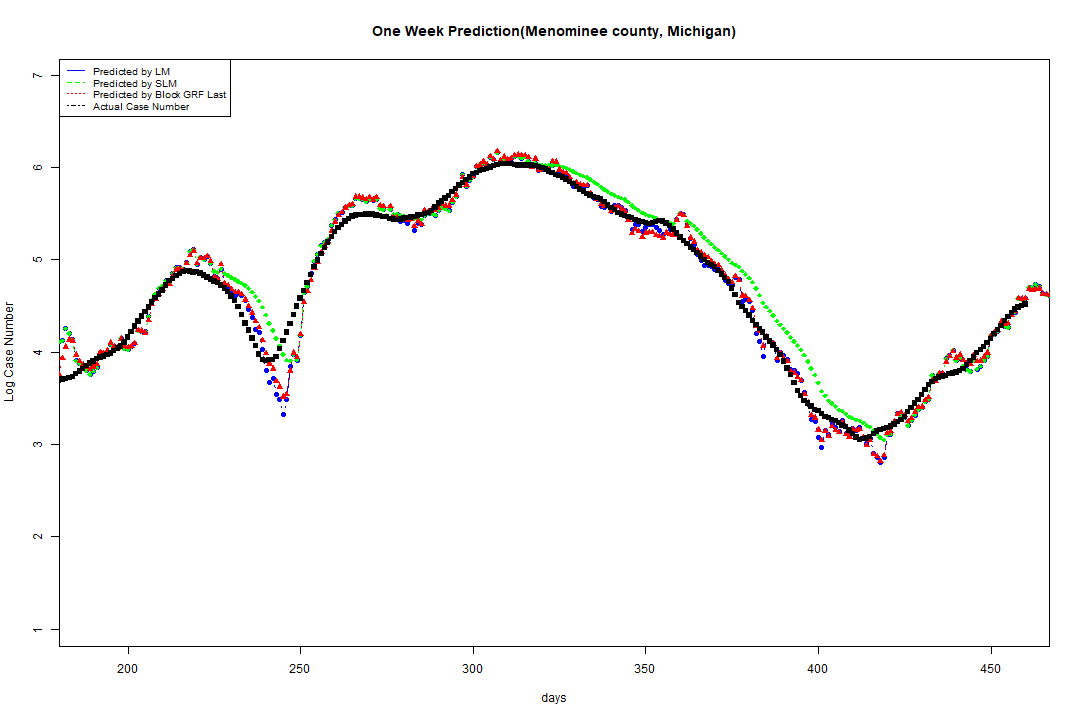 One Week Prediction(Menominee county, Michigan)
Predicted by LM
Predicted by SLM
Predicted by Block GRF Last
Actual Case Number
7
6
5
4
3
2
1
Log Case Number
200 250 300 350 400 450
days